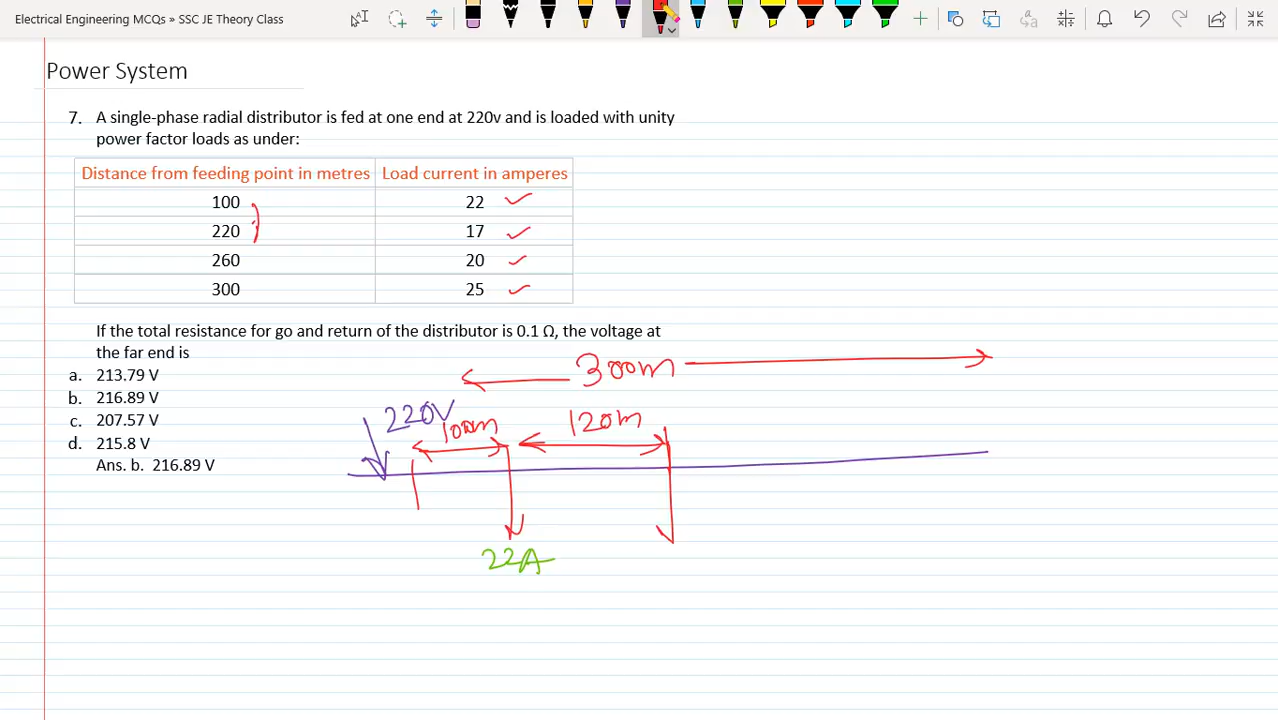 Electrical Engineering MCQs » SSC JE Theory Class
Power System
7. A single-phase radial distributor is fed at one end at 220v and is loaded with unity
power factor loads as under:
Distance from feeding point in metres Load current in amperes
100 22
220 17
260 20
300 25
If the total resistance for go and return of the distributor is 0.1 Ω, the voltage at
the far end is
a. 213.79 V
b. 216.89 V
c. 207.57 V
d. 215.8 V
Ans. b. 216.89 V
300m
220V
100m
120m
22A